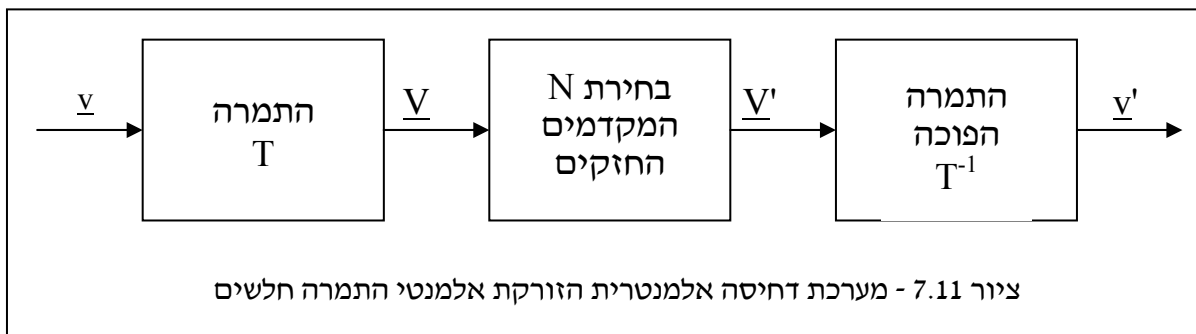 v
התמרה
T
V
בחירת N
המקדמים
החזקים
V'
התמרה
הפוכה
T-1
v'
ציור 7.11 - מערכת דחיסה אלמנטרית הזורקת אלמנטי התמרה חלשים